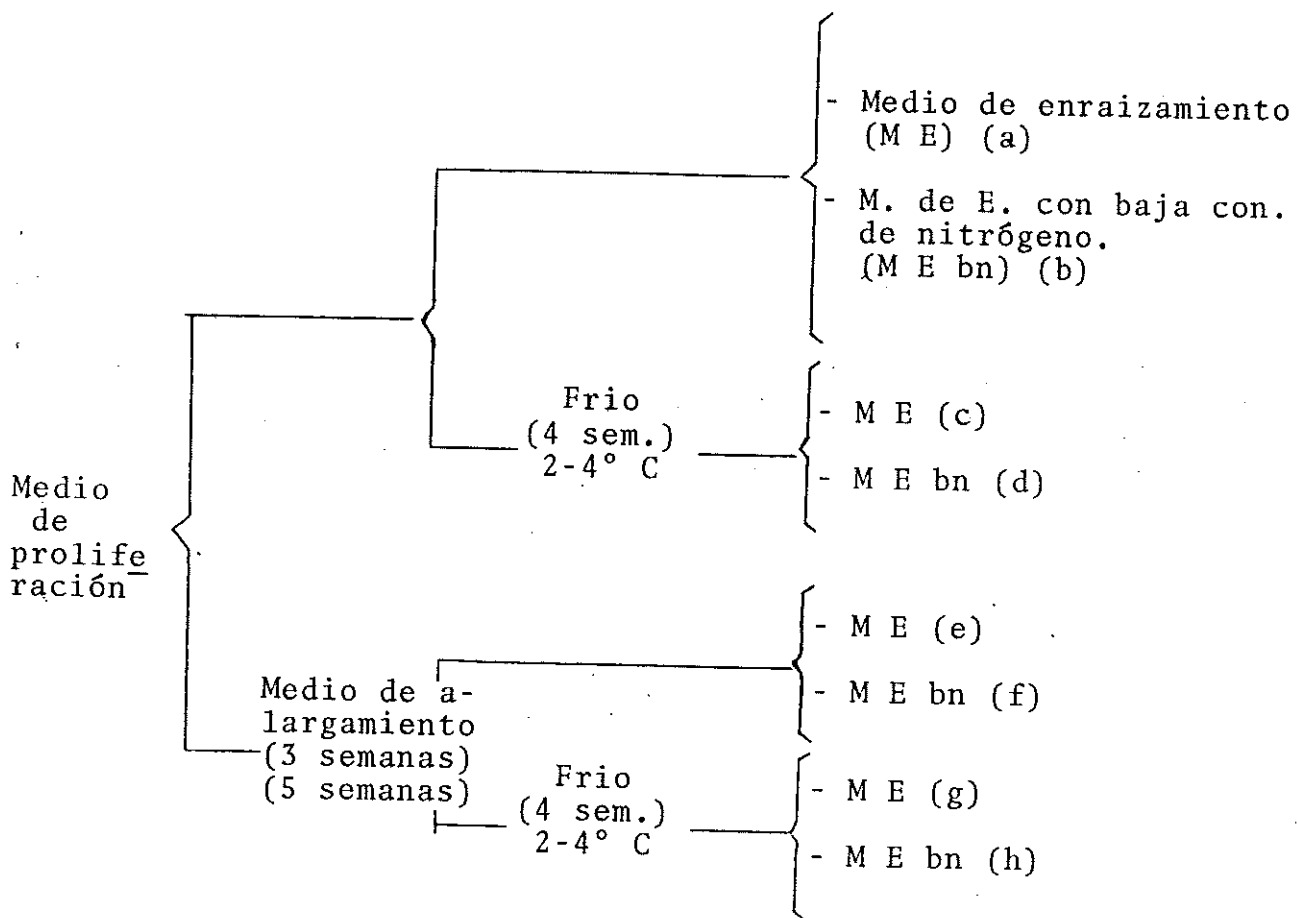 - Medio de enraizamiento
(M E) (a)
- M. de E. con baja con.
de nitrógeno.
(M E bn) (b)
Frio
(4 sem.)
2-4° C
- M E (c)
- M E bn (d)
Medio
de
prolife
ración
Medio de a-
largamiento
(3 semanas)
(5 semanas)
- M E (e)
- M E bn (f)
Frio
(4 sem.)
2-4° C
- M E (g)
- M E bn (h)